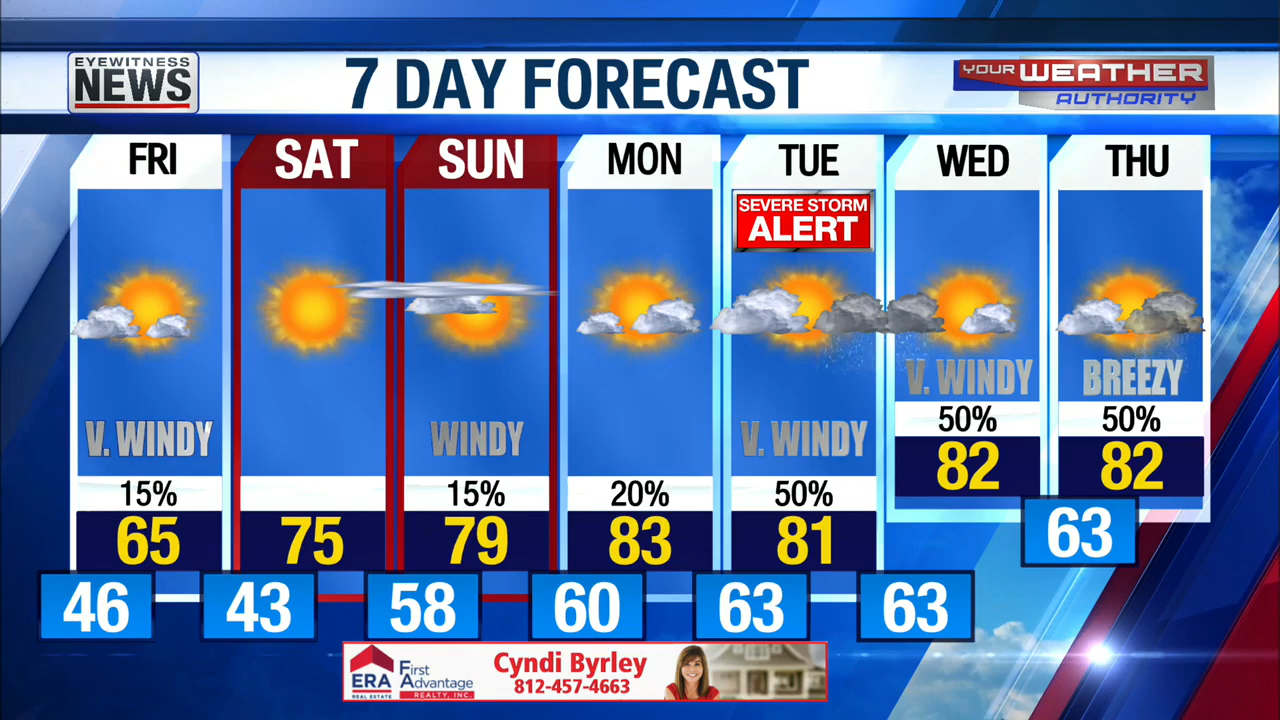 EYEWITNESS
NEWS
7 DAY FORECAST
YOUR WEATHER
AUTHORITY
FRI
SAT
SUN
MON
TUE
WED
THU
SEVERE STORM
ALERT
V. WINDY
WINDY
V. WINDY
V. WINDY
BREEZY
15%
15%
20%
50%
50%
50%
65
75
79
83
81
82
82
46
43
58
60
63
63
63
ERA
REAL ESTATE
First
Advantage
REALTY, INC.
Cyndi Byrley
812-457-4663